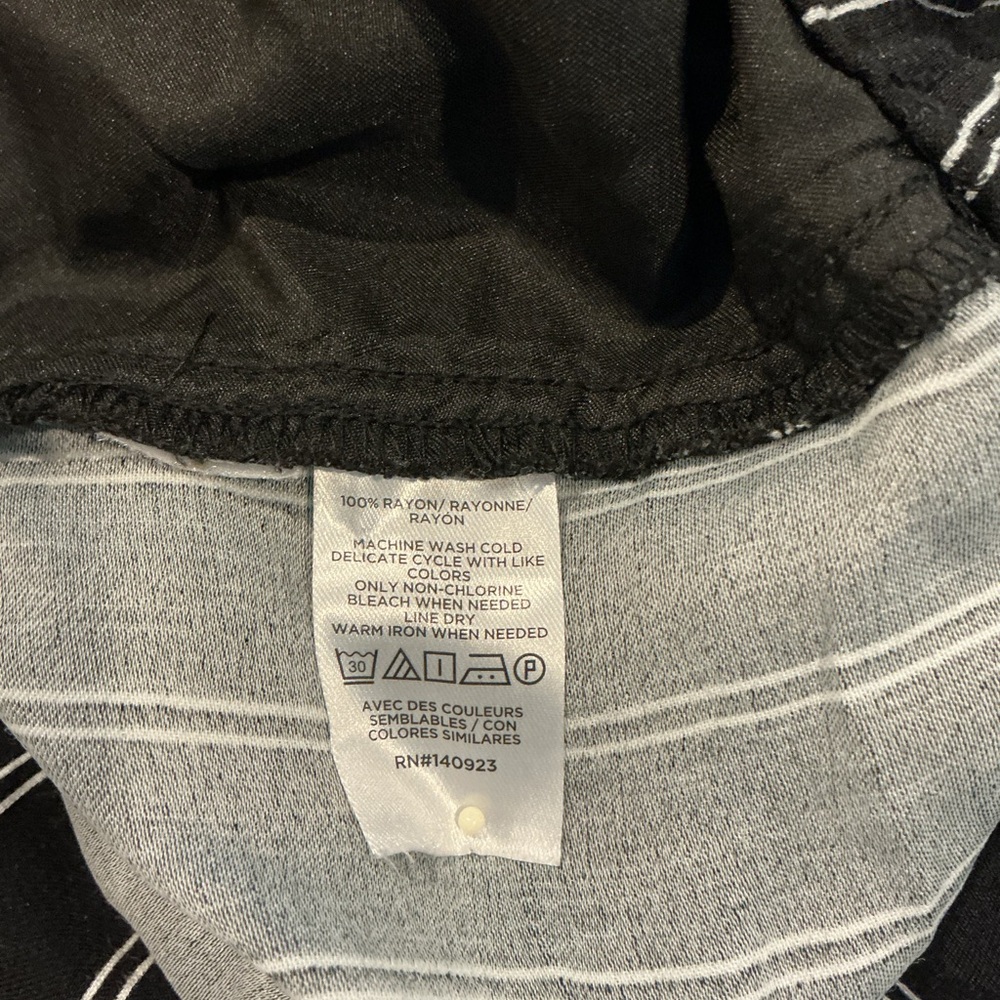 100% RAYON/ RAYONNE/
RAYON
MACHINE WASH COLD
DELICATE CYCLE WITH LIKE
COLORS
ONLY NON-CHLORINE
BLEACH WHEN NEEDED
LINE DRY
WARM IRON WHEN NEEDED
30 P
AVEC DES COULEURS
SEMBLABLES / CON
COLORES SIMILARES
RN#140923